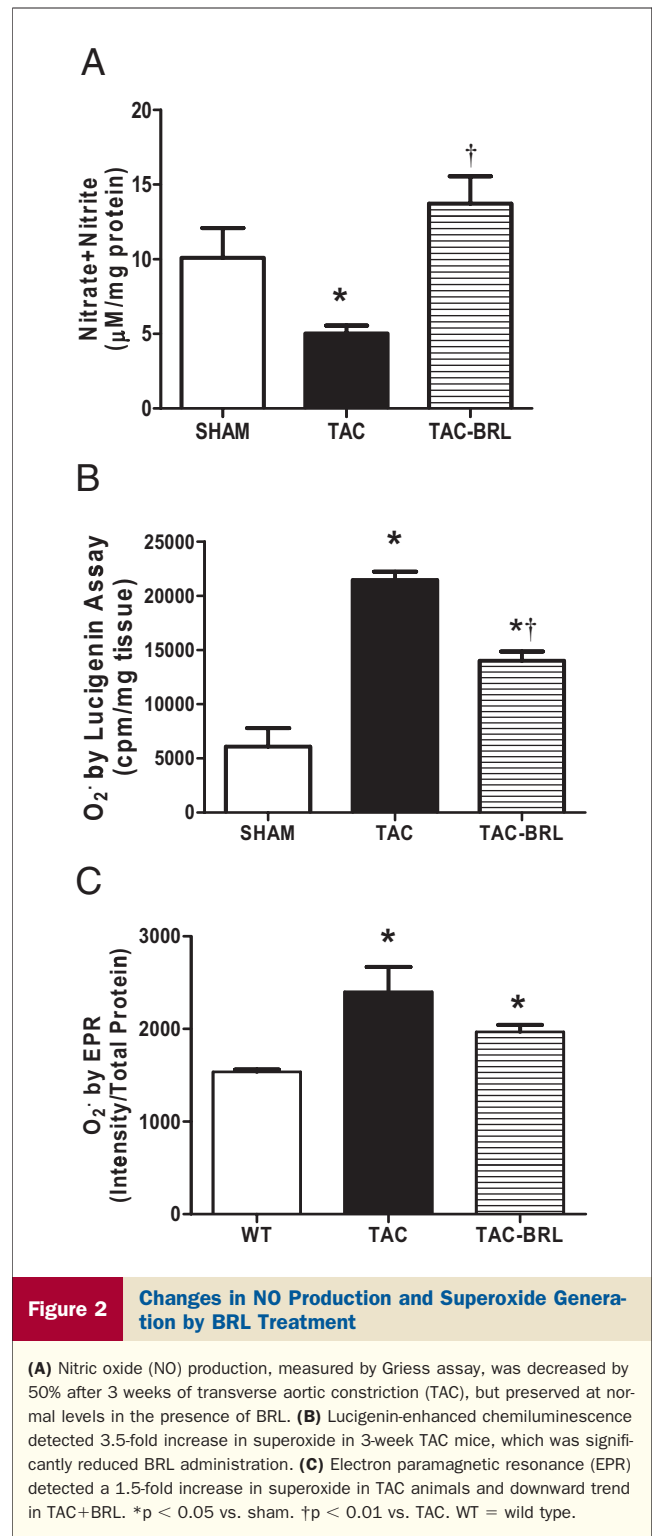 A
Nitrate+Nitrite
(µM/mg protein)
20
15
10
5
0
*
†
SHAM TAC TAC-BRL
B
O₂·⁻ by Lucigenin Assay
(cpm/mg tissue)
25000
20000
15000
10000
5000
0
*
*†
SHAM TAC TAC-BRL
C
O₂·⁻ by EPR
(Intensity/Total Protein)
3000
2000
1000
0
*
*
WT TAC TAC-BRL
Figure 2 Changes in NO Production and Superoxide Genera-
tion by BRL Treatment
(A) Nitric oxide (NO) production, measured by Griess assay, was decreased by
50% after 3 weeks of transverse aortic constriction (TAC), but preserved at nor-
mal levels in the presence of BRL. (B) Lucigenin-enhanced chemiluminescence
detected 3.5-fold increase in superoxide in 3-week TAC mice, which was signifi-
cantly reduced BRL administration. (C) Electron paramagnetic resonance (EPR)
detected a 1.5-fold increase in superoxide in TAC animals and downward trend
in TAC+BRL. *p < 0.05 vs. sham. †p < 0.01 vs. TAC. WT = wild type.